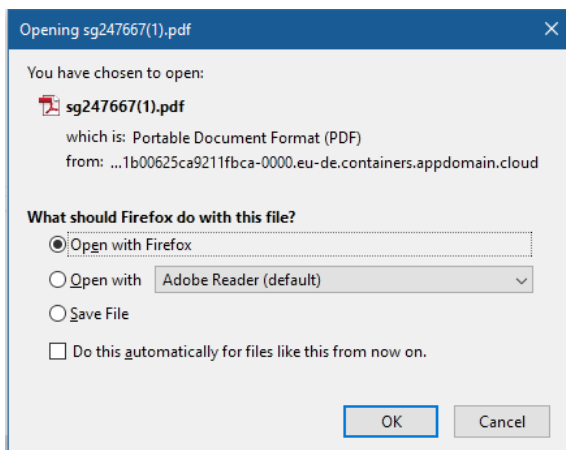 Opening sg247667(1).pdf
You have chosen to open:
sg247667(1).pdf
which is: Portable Document Format (PDF)
from: ...1b00625ca9211fbca-0000.eu-de.containers.appdomain.cloud
What should Firefox do with this file?
Open with Firefox
Open with Adobe Reader (default)
Save File
Do this automatically for files like this from now on.
OK Cancel